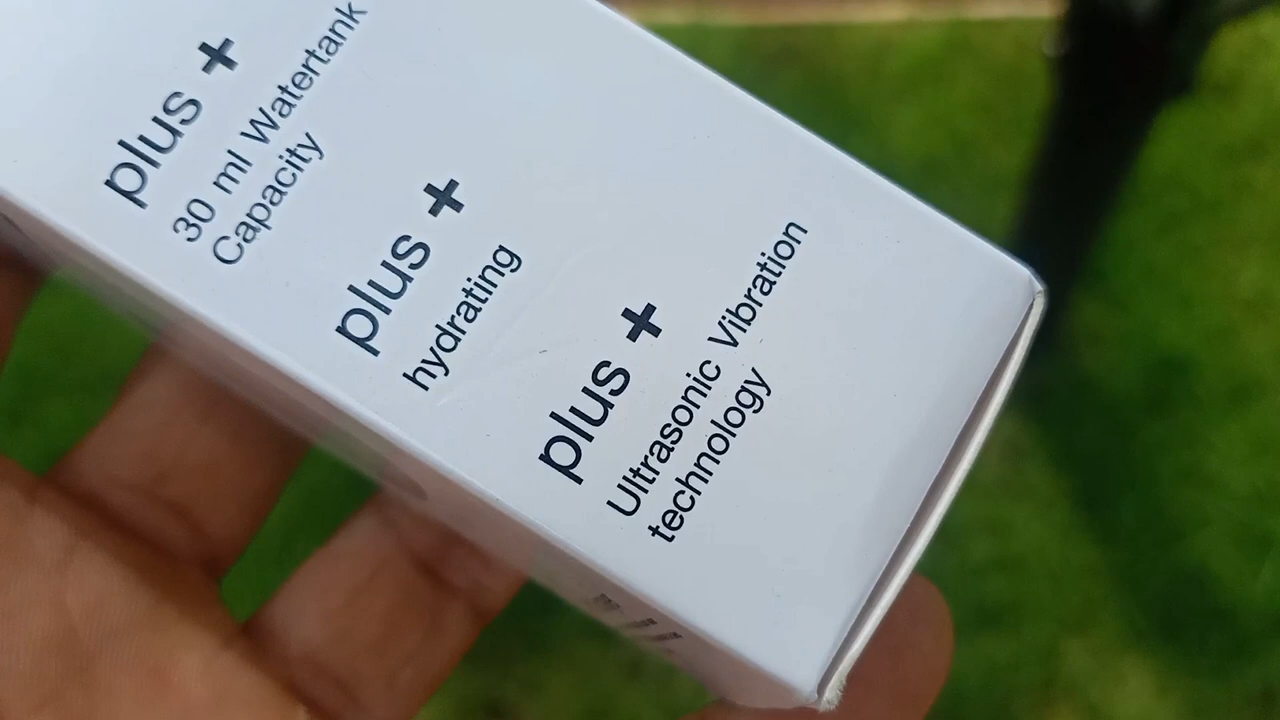 plus +
30 ml Watertank
Capacity
plus +
hydrating
plus +
Ultrasonic Vibration
technology